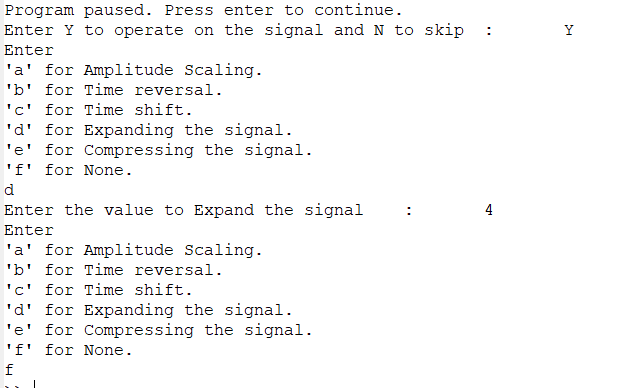 Program paused. Press enter to continue.
Enter Y to operate on the signal and N to skip  :       Y
Enter
'a' for Amplitude Scaling.
'b' for Time reversal.
'c' for Time shift.
'd' for Expanding the signal.
'e' for Compressing the signal.
'f' for None.
d
Enter the value to Expand the signal    :       4
Enter
'a' for Amplitude Scaling.
'b' for Time reversal.
'c' for Time shift.
'd' for Expanding the signal.
'e' for Compressing the signal.
'f' for None.
f